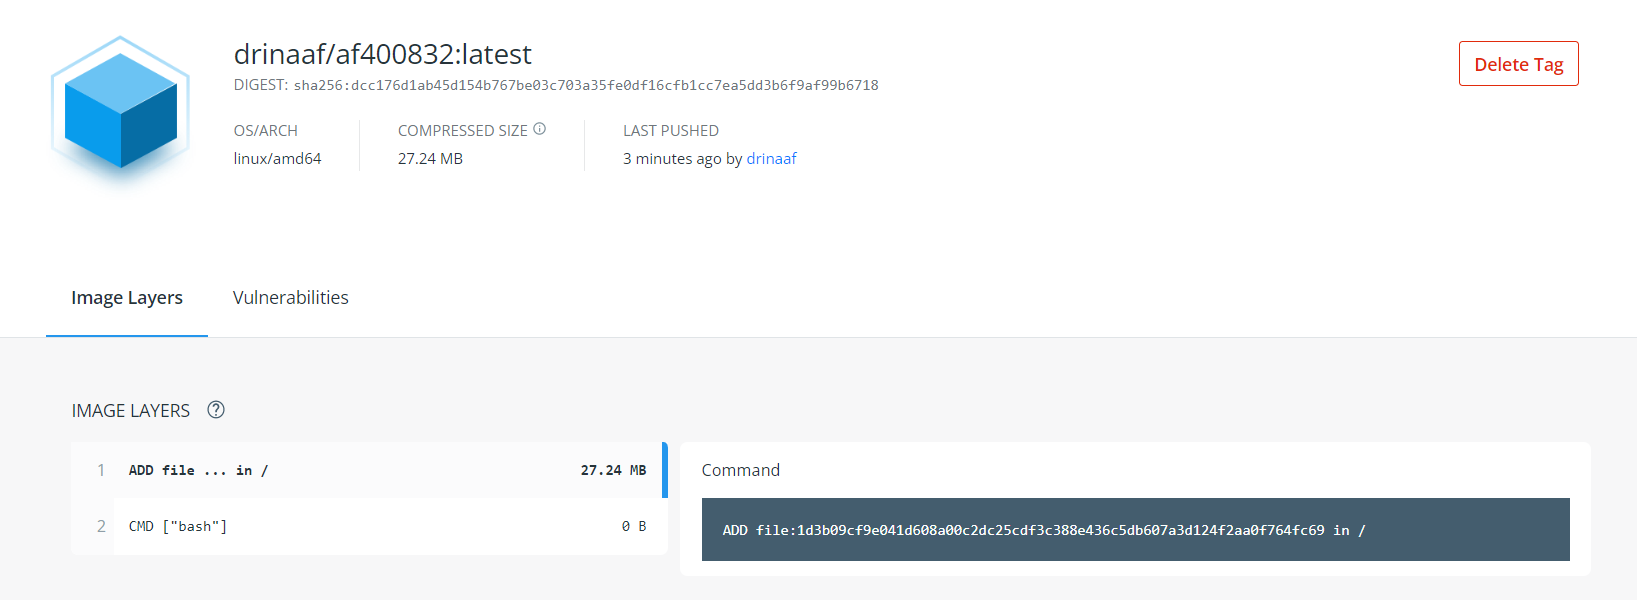 drinaaf/af400832:latest
Delete Tag
DIGEST: sha256:dcc176d1ab45d154b767be03c703a35fe0df16cfb1cc7ea5dd3b6f9af99b6718
OS/ARCH
linux/amd64
COMPRESSED SIZE
27.24 MB
LAST PUSHED
3 minutes ago by drinaaf
Image Layers
Vulnerabilities
IMAGE LAYERS
1 ADD file ... in / 27.24 MB
2 CMD ["bash"] 0 B
Command
ADD file:1d3b09cf9e041d608a00c2dc25cdf3c388e436c5db607a3d124f2aa0f764fc69 in /